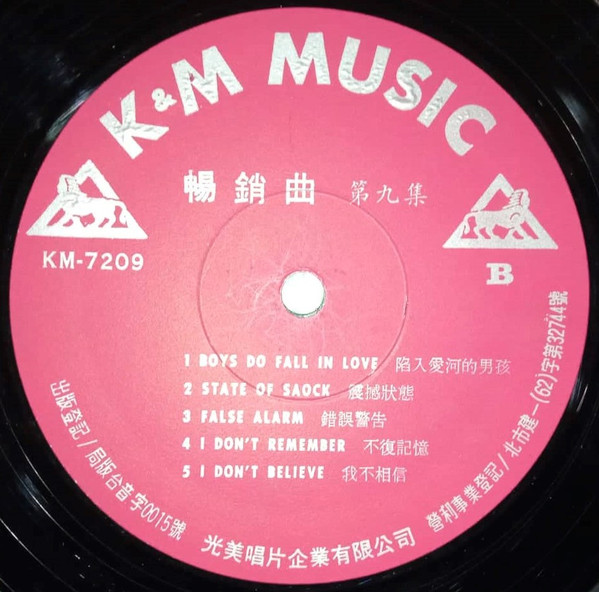 K&M MUSIC
暢銷曲 第九集
KM-7209
B
1 BOYS DO FALL IN LOVE 陷入愛河的男孩
2 STATE OF SAOCK 震撼狀態
3 FALSE ALARM 錯誤警告
4 I DON'T REMEMBER 不復記憶
5 I DON'T BELIEVE 我不相信
出版登記/局版台音字0015號
光美唱片企業有限公司
營利事業登記/北市建一(62)字第32744號